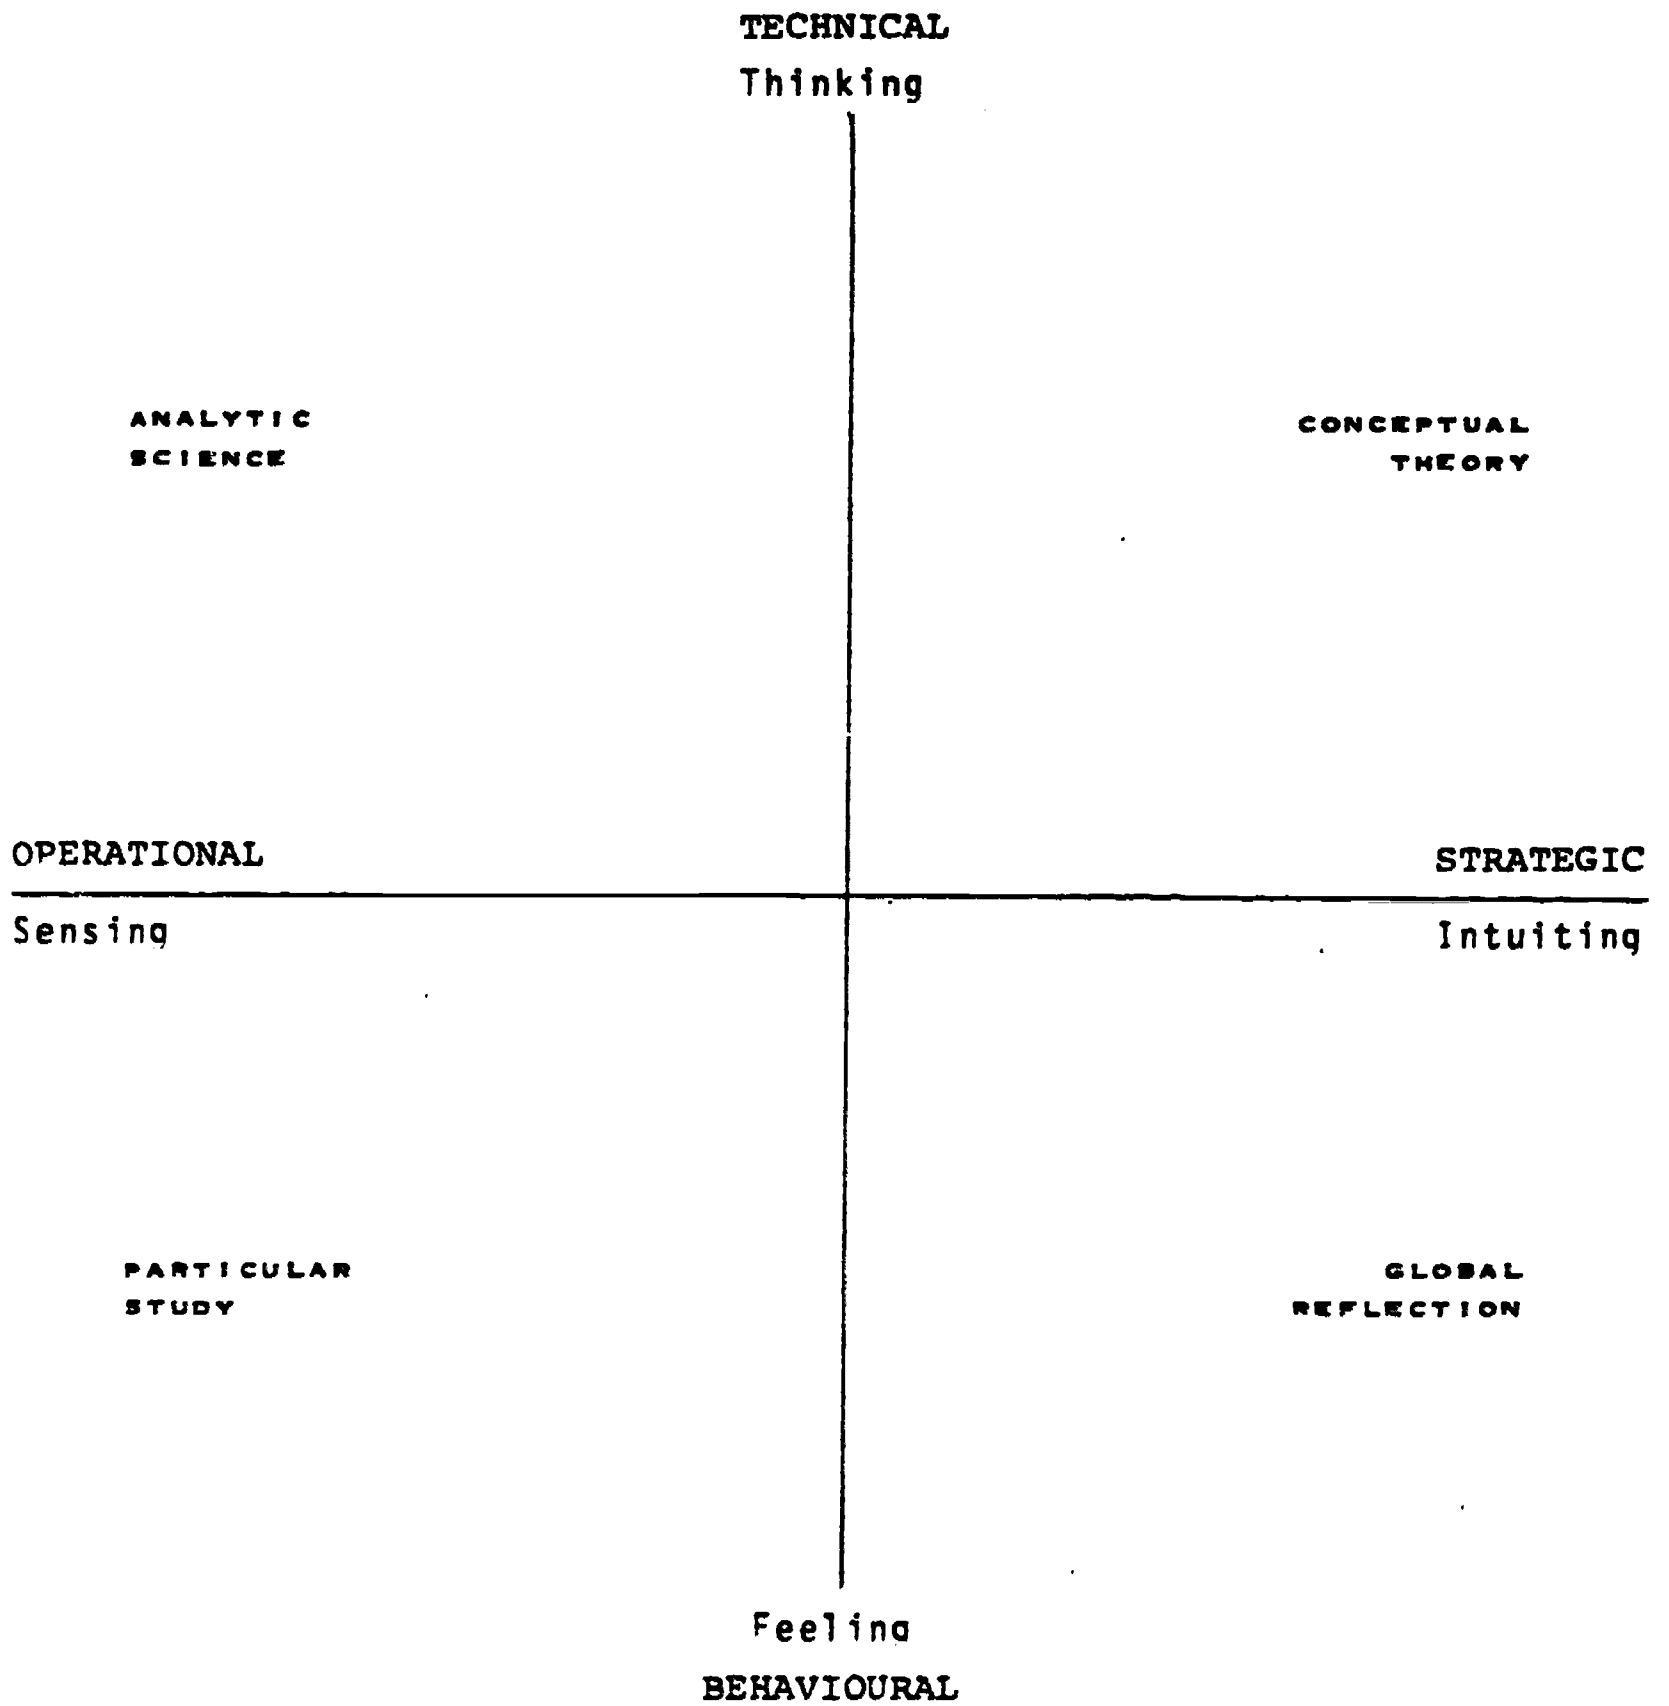 TECHNICAL
Thinking
ANALYTIC
SCIENCE
CONCEPTUAL
THEORY
OPERATIONAL
STRATEGIC
Sensing
Intuiting
PARTICULAR
STUDY
GLOBAL
REFLECTION
Feeling
BEHAVIOURAL